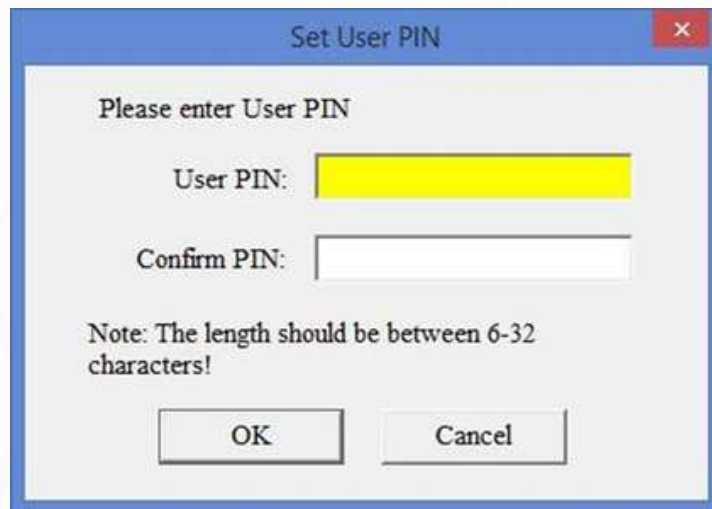 Set User PIN
Please enter User PIN
User PIN:
Confirm PIN:
Note: The length should be between 6-32
characters!
OK
Cancel